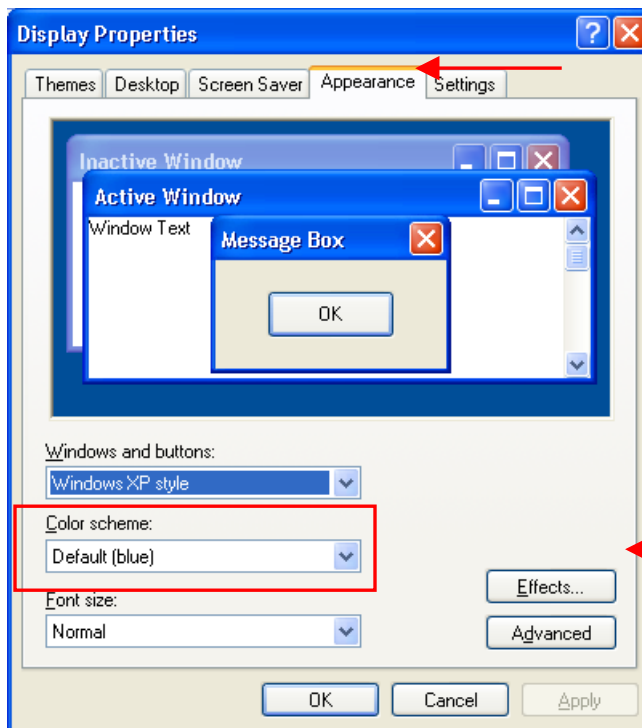 Display Properties
Themes Desktop Screen Saver Appearance Settings
Inactive Window
Active Window
Window Text
Message Box
OK
Windows and buttons:
Windows XP style
Color scheme:
Default (blue)
Effects...
Font size:
Normal
Advanced
OK Cancel Apply